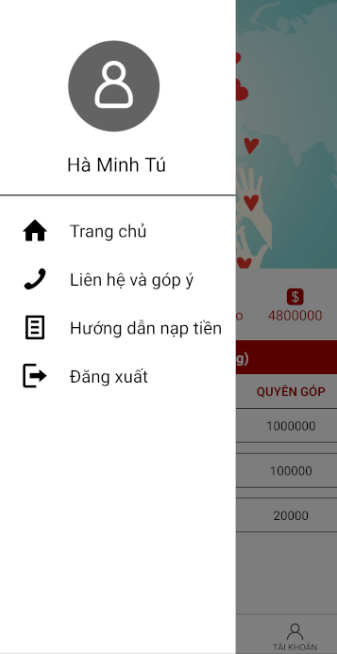 Hà Minh Tú
Trang chủ
Liên hệ và góp ý
Hướng dẫn nạp tiền
Đăng xuất
$
o 4800000
g)
QUYÊN GÓP
1000000
100000
20000
TÀI KHOẢN